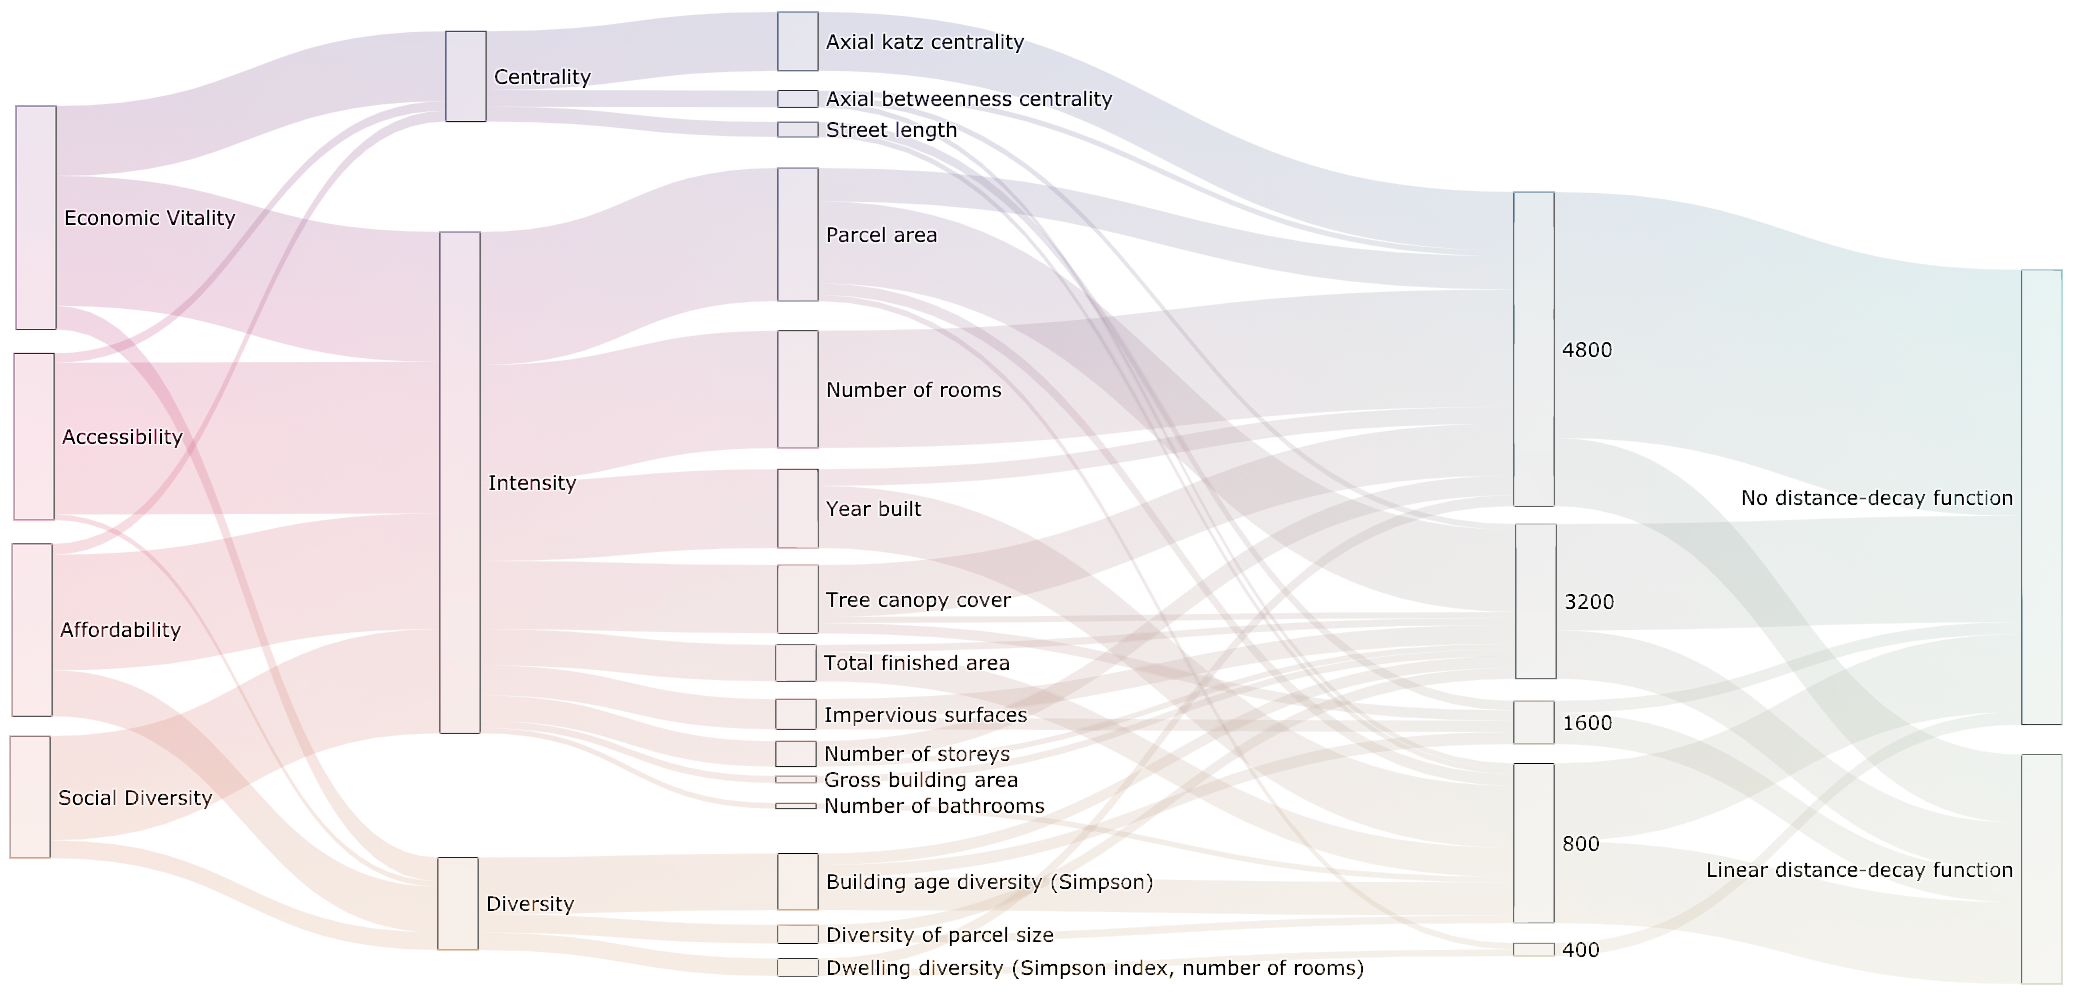 Economic Vitality
Accessibility
Affordability
Social Diversity
Centrality
Intensity
Diversity
Axial katz centrality
Axial betweenness centrality
Street length
Parcel area
Number of rooms
Year built
Tree canopy cover
Total finished area
Impervious surfaces
Number of storeys
Gross building area
Number of bathrooms
Building age diversity (Simpson)
Diversity of parcel size
Dwelling diversity (Simpson index, number of rooms)
4800
3200
1600
800
400
No distance-decay function
Linear distance-decay function